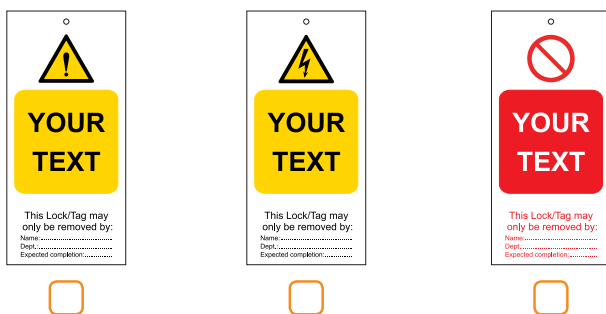 YOUR
TEXT
This Lock/Tag may
only be removed by:
Name:
Dept.:
Expected completion:
YOUR
TEXT
This Lock/Tag may
only be removed by:
Name:
Dept.:
Expected completion:
YOUR
TEXT
This Lock/Tag may
only be removed by:
Name:
Dept.
Expected completion: